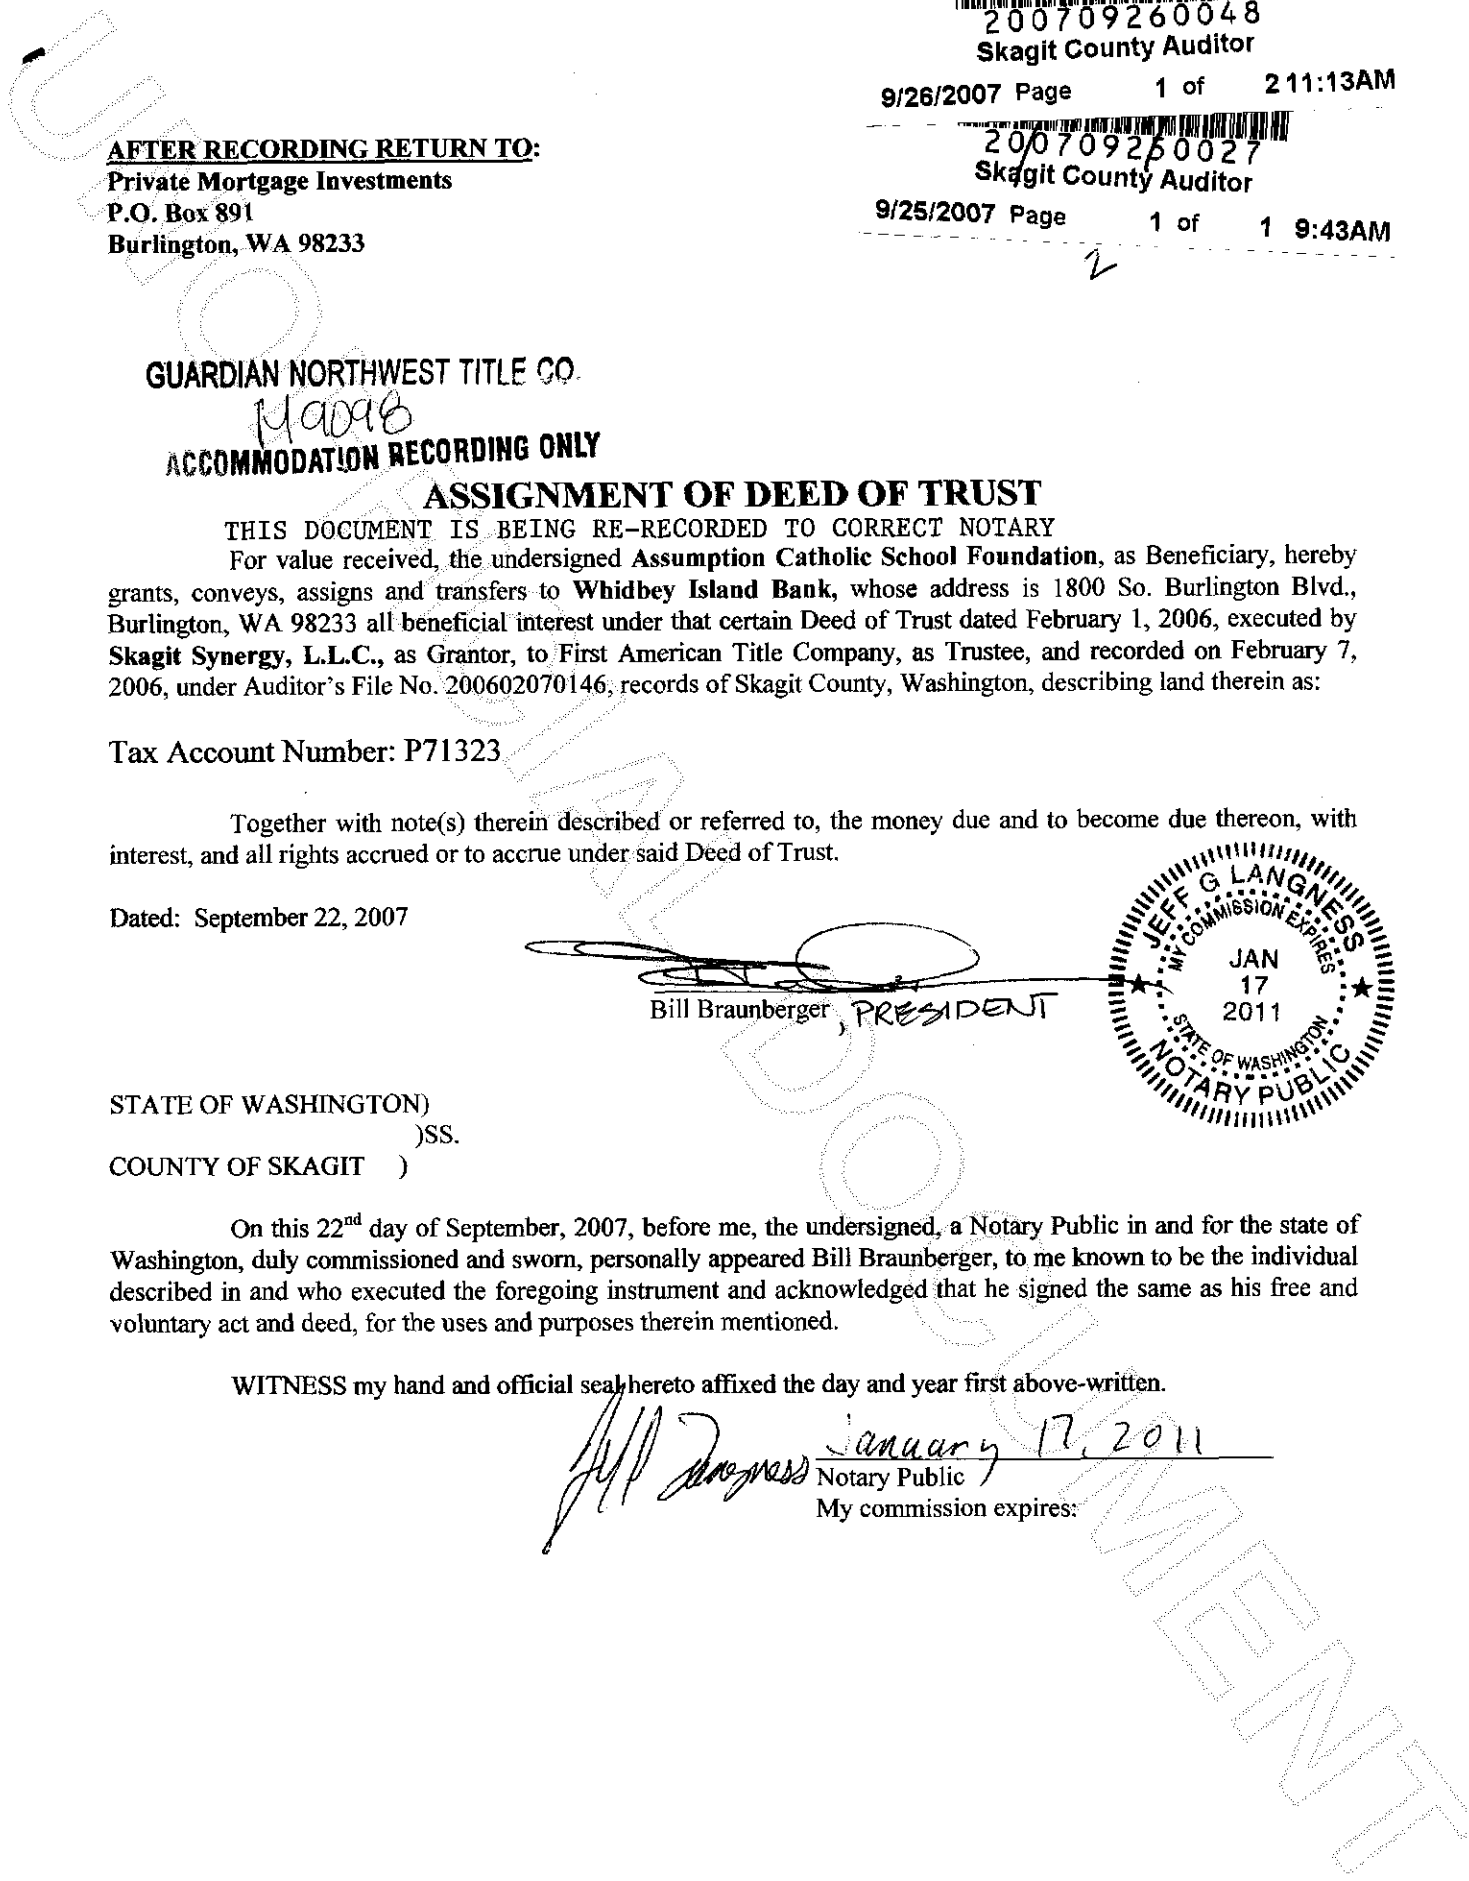 200709260048
Skagit County Auditor
9/26/2007 Page 1 of 2 11:13AM
200709250027
Skagit County Auditor
9/25/2007 Page 1 of 1 9:43AM
2
AFTER RECORDING RETURN TO:
Private Mortgage Investments
P.O. Box 891
Burlington, WA 98233
GUARDIAN NORTHWEST TITLE CO.
M9098
ACCOMMODATION RECORDING ONLY
ASSIGNMENT OF DEED OF TRUST
THIS DOCUMENT IS BEING RE-RECORDED TO CORRECT NOTARY
For value received, the undersigned Assumption Catholic School Foundation, as Beneficiary, hereby
grants, conveys, assigns and transfers to Whidbey Island Bank, whose address is 1800 So. Burlington Blvd.,
Burlington, WA 98233 all beneficial interest under that certain Deed of Trust dated February 1, 2006, executed by
Skagit Synergy, L.L.C., as Grantor, to First American Title Company, as Trustee, and recorded on February 7,
2006, under Auditor's File No. 200602070146, records of Skagit County, Washington, describing land therein as:
Tax Account Number: P71323
Together with note(s) therein described or referred to, the money due and to become due thereon, with
interest, and all rights accrued or to accrue under said Deed of Trust.
Dated: September 22, 2007
Bill Braunberger, PRESIDENT
JEFF G LANGNESS
MY COMMISSION EXPIRES
JAN
17
2011
STATE OF WASHINGTON
NOTARY PUBLIC
STATE OF WASHINGTON)
)SS.
COUNTY OF SKAGIT )
On this 22nd day of September, 2007, before me, the undersigned, a Notary Public in and for the state of
Washington, duly commissioned and sworn, personally appeared Bill Braunberger, to me known to be the individual
described in and who executed the foregoing instrument and acknowledged that he signed the same as his free and
voluntary act and deed, for the uses and purposes therein mentioned.
WITNESS my hand and official seal hereto affixed the day and year first above-written.
Jeff Langness January 17, 2011
Notary Public
My commission expires:
UNOFFICIAL DOCUMENT